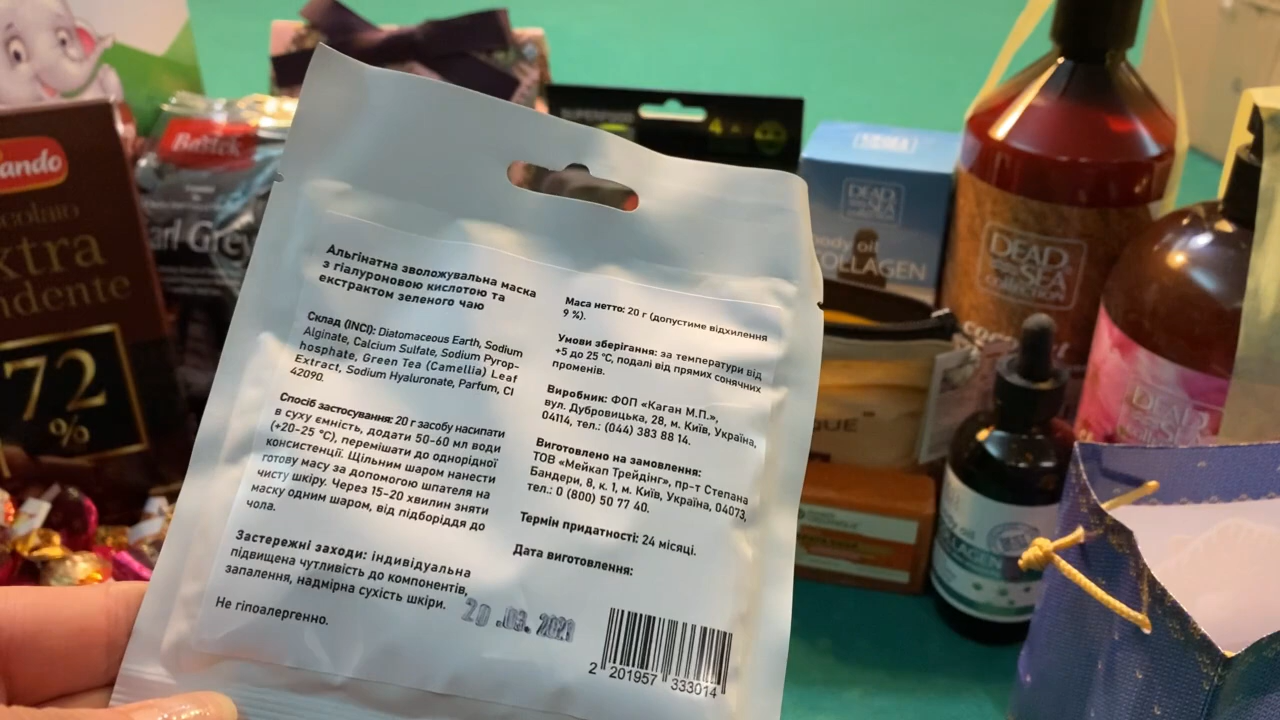 ando
Extra
72
%
Bastek
Earl Grey
4
DEAD
SEA
body oil
COLLAGEN
DEAD
SEA
collection
DEAD
Альгінатна зволожувальна маска
з гіалуроновою кислотою та
екстрактом зеленого чаю
Склад (INCI): Diatomaceous Earth, Sodium
Alginate, Calcium Sulfate, Sodium Pyrop-
hosphate, Green Tea (Camellia) Leaf
Extract, Sodium Hyaluronate, Parfum, CI
42090.
Спосіб застосування: 20 г засобу насипати
в суху ємність, додати 50-60 мл води
(+20-25 °C), перемішати до однорідної
консистенції. Щільним шаром нанести
готову масу за допомогою шпателя на
чисту шкіру. Через 15-20 хвилин зняти
маску одним шаром, від підборіддя до
чола.
Застережні заходи: індивідуальна
підвищена чутливість до компонентів,
запалення, надмірна сухість шкіри.
Не гіпоалергенно.
Маса нетто: 20 г (допустиме відхилення
9 %).
Умови зберігання: за температури від
+5 до 25 °C, подалі від прямих сонячних
променів.
Виробник: ФОП «Каган М.П.»,
вул. Дубровицька, 28, м. Київ, Україна,
04114, тел.: (044) 383 88 14.
Виготовлено на замовлення:
ТОВ «Мейкап Трейдінг», пр-т Степана
Бандери, 8, к. 1, м. Київ, Україна, 04073,
тел.: 0 (800) 50 77 40.
Термін придатності: 24 місяці.
Дата виготовлення:
20.03.2021
2 201957 333014